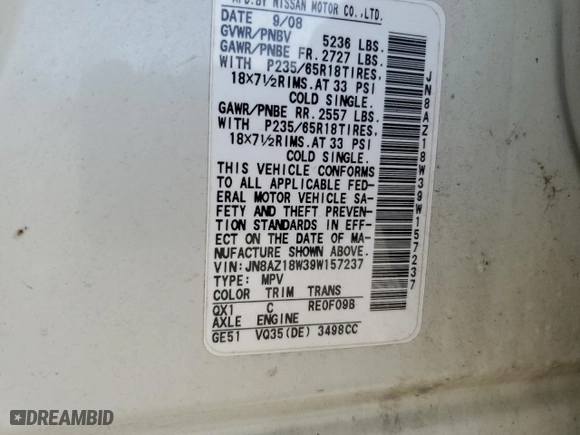 MFD.BY NISSAN MOTOR CO.,LTD.
DATE 9/08
GVWR/PNBV 5236 LBS.
GAWR/PNBE FR. 2727 LBS.
WITH P235/65R18TIRES,
18X7½RIMS.AT 33 PSI
COLD SINGLE.
GAWR/PNBE RR. 2557 LBS.
WITH P235/65R18TIRES,
18X7½RIMS.AT 33 PSI
COLD SINGLE.
THIS VEHICLE CONFORMS
TO ALL APPLICABLE FED-
ERAL MOTOR VEHICLE SA-
FETY AND THEFT PREVEN-
TION STANDARDS IN EFF-
ECT ON THE DATE OF MA-
NUFACTURE SHOWN ABOVE.
VIN: JN8AZ18W39W157237
TYPE: MPV
COLOR TRIM TRANS
QX1 C RE0F09B
AXLE ENGINE
GE51 VQ35(DE) 3498CC
JN8AZ18W39W157237
DREAMBID